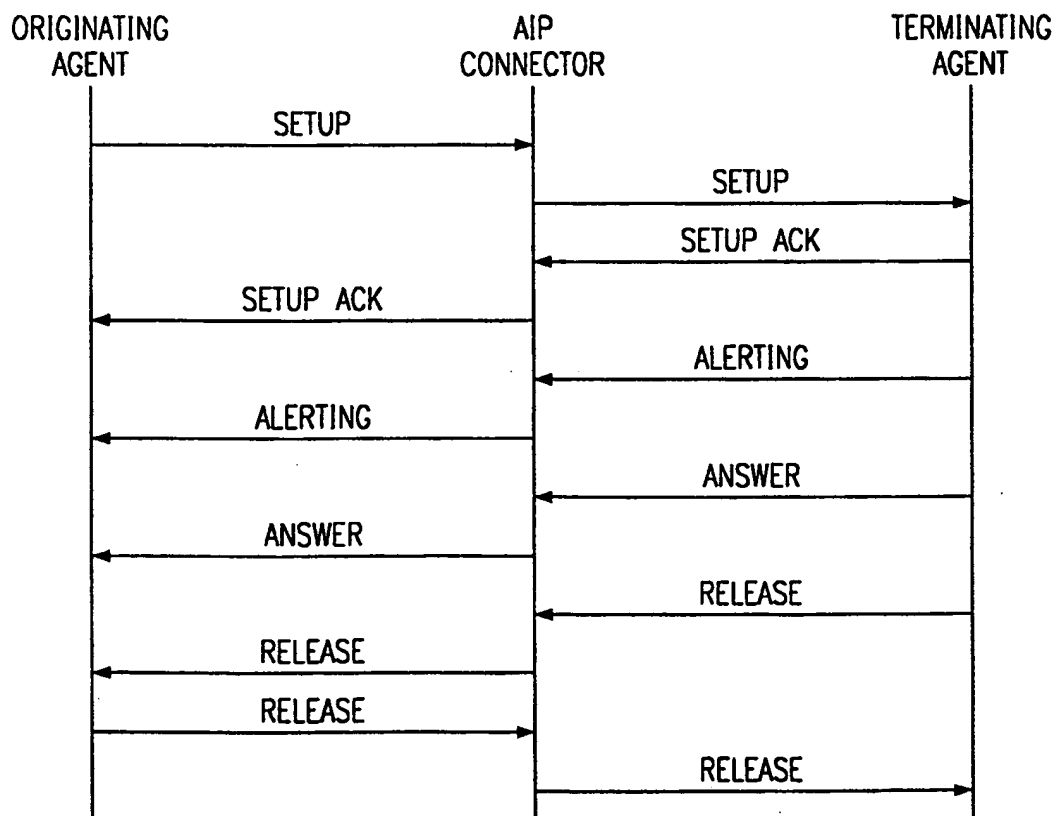 ORIGINATING
AGENT
AIP
CONNECTOR
TERMINATING
AGENT
SETUP
SETUP
SETUP ACK
SETUP ACK
ALERTING
ALERTING
ANSWER
ANSWER
RELEASE
RELEASE
RELEASE
RELEASE